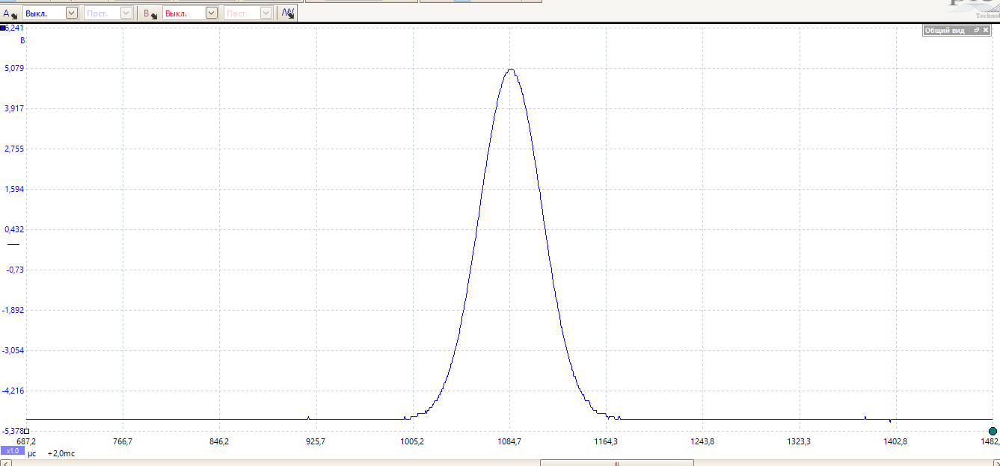 A Выкл. Пост. B Выкл. Пост.
Technol
6,241
В
Общий вид
5,079
3,917
2,755
1,594
0,432
-0,73
-1,892
-3,054
-4,216
-5,378
687,2 766,7 846,2 925,7 1005,2 1084,7 1164,3 1243,8 1323,3 1402,8 1482,
x1,0 µс +2,0mc